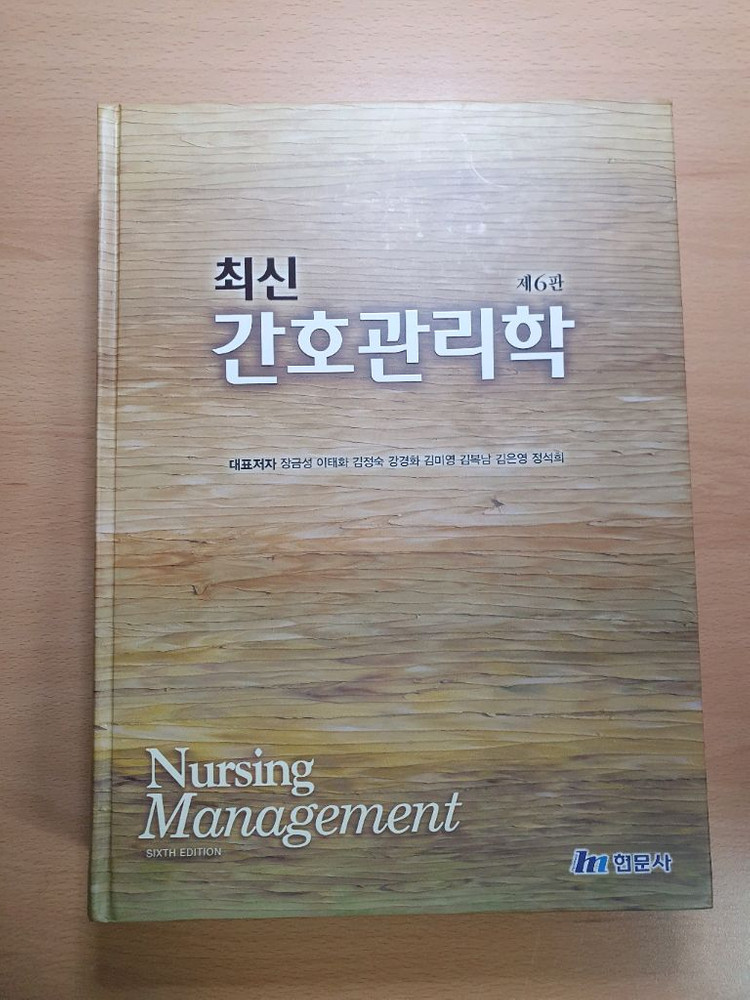 최신
제6판
간호관리학
대표저자 장금성 이태화 김정숙 강경화 김미영 김복남 김은영 정석희
Nursing
Management
SIXTH EDITION
hm 현문사